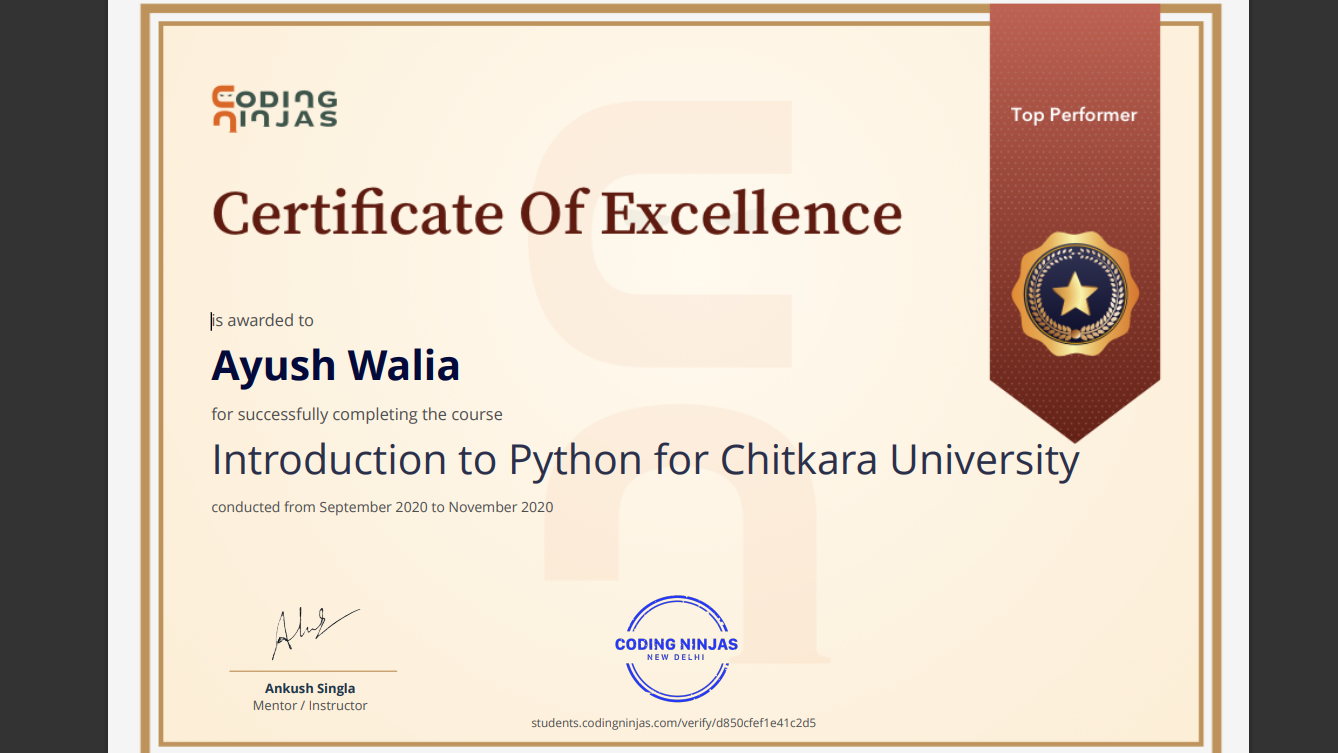 CODING
NINJAS
Top Performer
Certificate Of Excellence
is awarded to
Ayush Walia
for successfully completing the course
Introduction to Python for Chitkara University
conducted from September 2020 to November 2020
CODING NINJAS
NEW DELHI
Ankush Singla
Mentor / Instructor
students.codingninjas.com/verify/d850cfef1e41c2d5